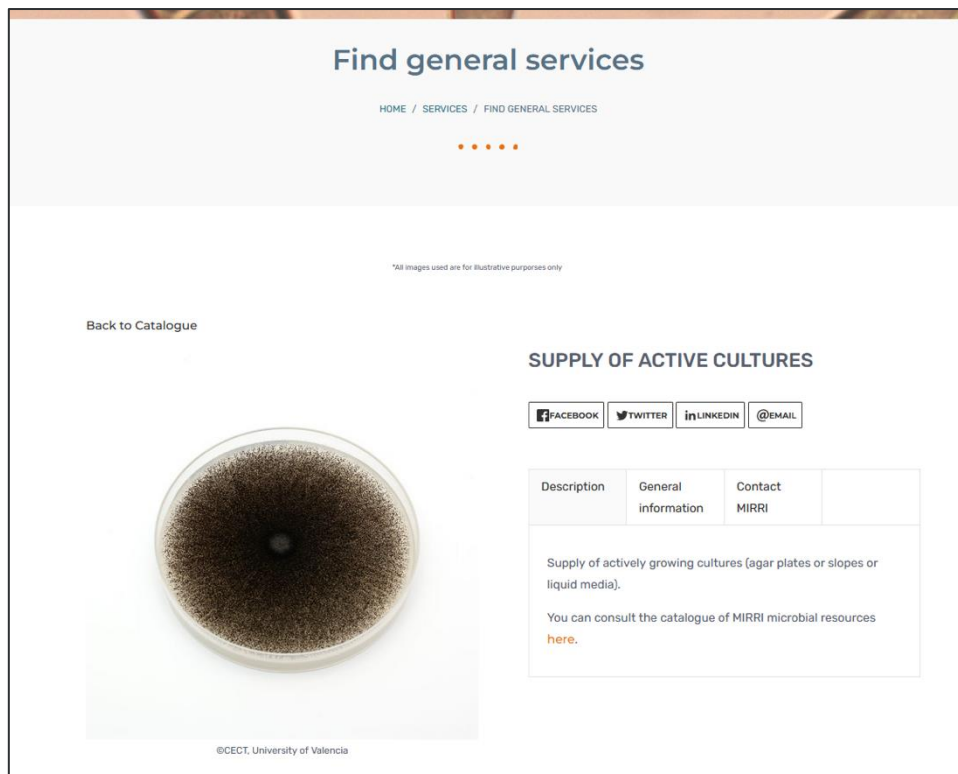 Find general services
HOME / SERVICES / FIND GENERAL SERVICES
*All images used are for illustrative purporses only
Back to Catalogue
SUPPLY OF ACTIVE CULTURES
FACEBOOK TWITTER in LINKEDIN @EMAIL
Description General information Contact MIRRI
Supply of actively growing cultures (agar plates or slopes or
liquid media).
You can consult the catalogue of MIRRI microbial resources
here.
©CECT, University of Valencia